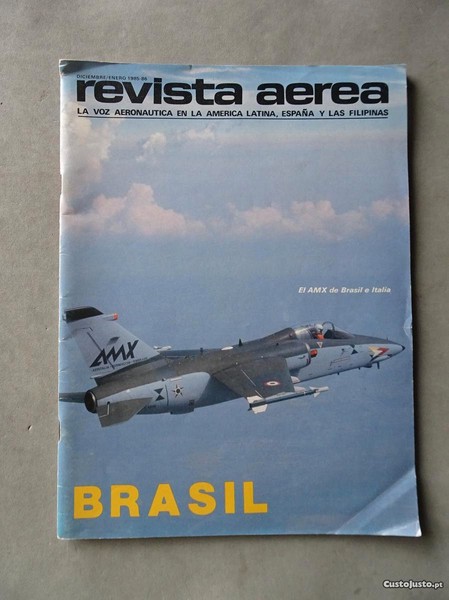 DICIEMBRE/ENERO 1985-86
revista aerea
LA VOZ AERONAUTICA EN LA AMERICA LATINA, ESPAÑA Y LAS FILIPINAS
El AMX de Brasil e Italia
AMX
BRASIL
CustoJusto.pt